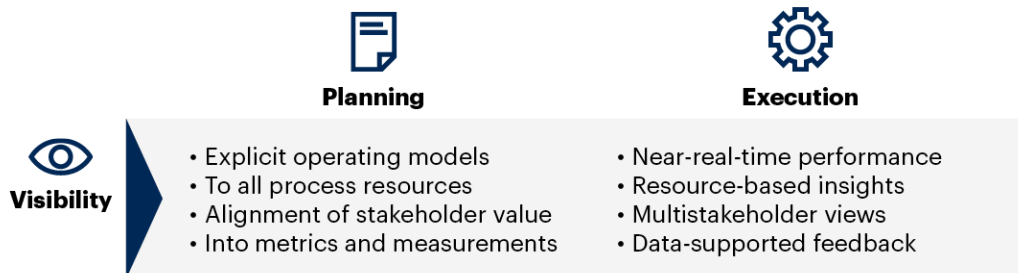 Planning
Execution
Visibility
• Explicit operating models
• To all process resources
• Alignment of stakeholder value
• Into metrics and measurements
• Near-real-time performance
• Resource-based insights
• Multistakeholder views
• Data-supported feedback